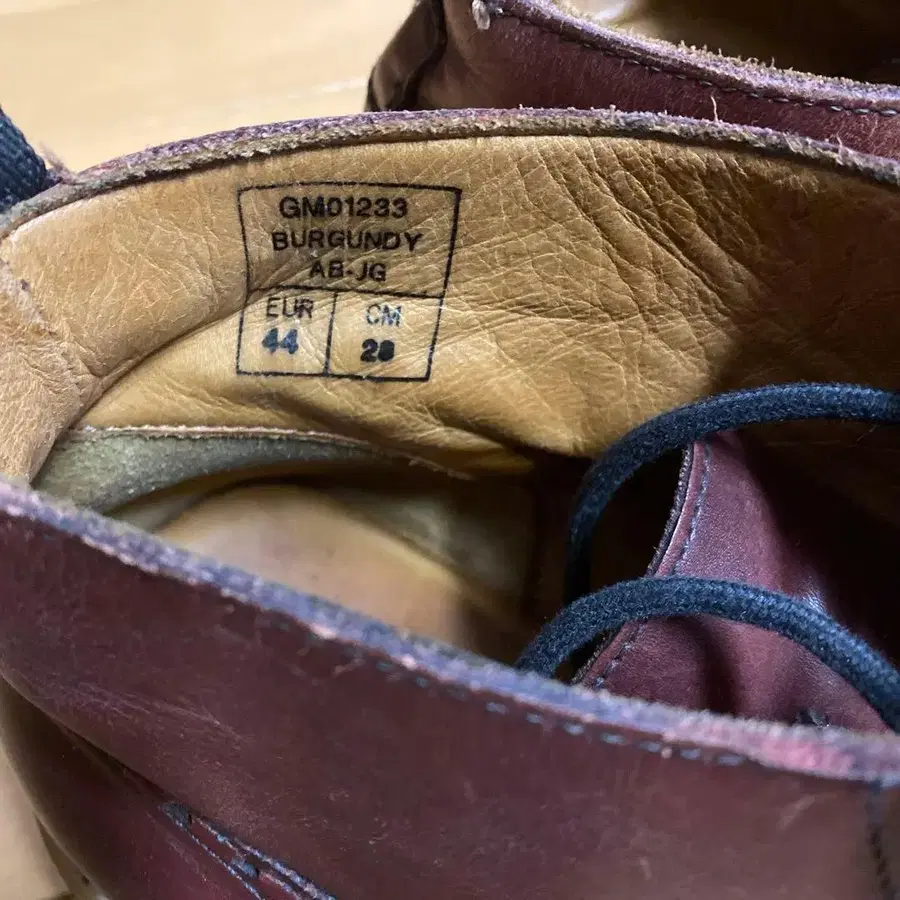 GM01233
BURGUNDY
AB-JG
EUR CM
44 28